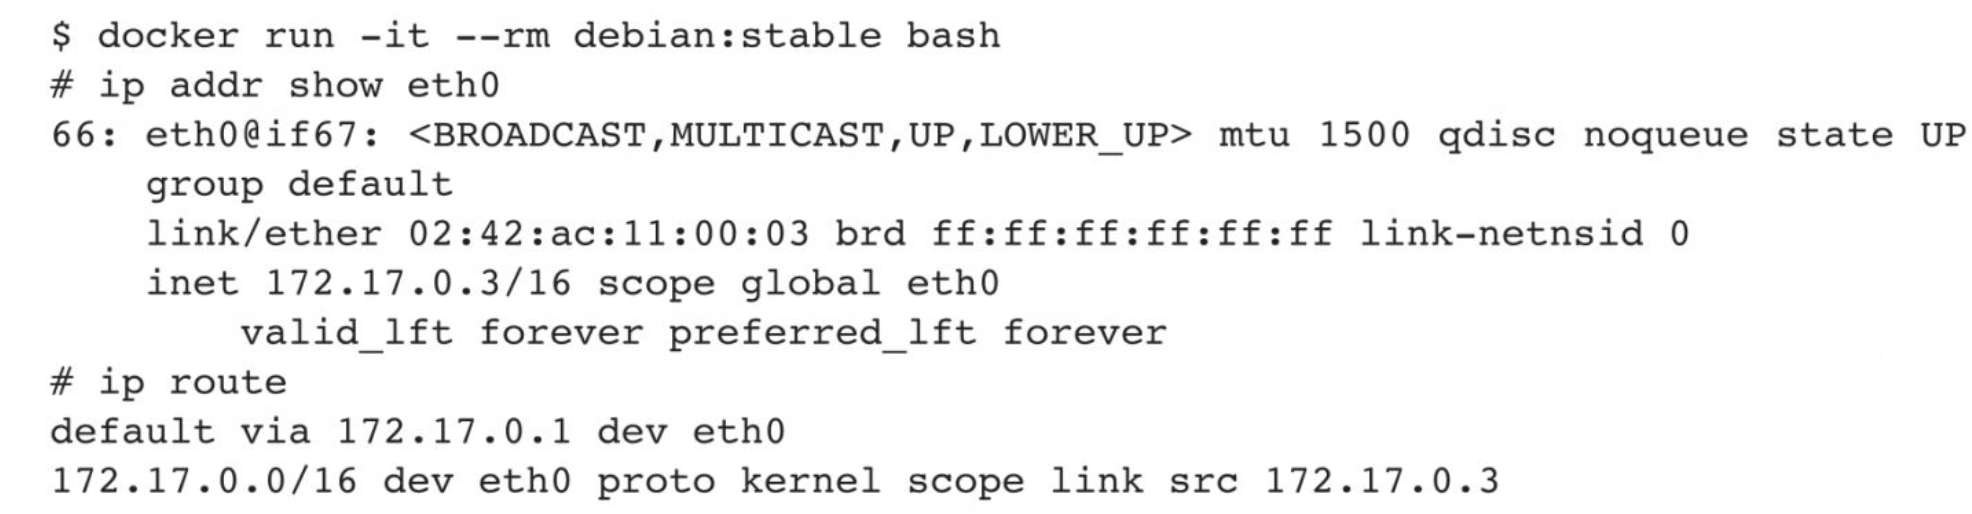 $ docker run -it --rm debian:stable bash
# ip addr show eth0
66: eth0@if67: <BROADCAST,MULTICAST,UP,LOWER_UP> mtu 1500 qdisc noqueue state UP
    group default
    link/ether 02:42:ac:11:00:03 brd ff:ff:ff:ff:ff:ff link-netnsid 0
    inet 172.17.0.3/16 scope global eth0
        valid_lft forever preferred_lft forever
# ip route
default via 172.17.0.1 dev eth0
172.17.0.0/16 dev eth0 proto kernel scope link src 172.17.0.3